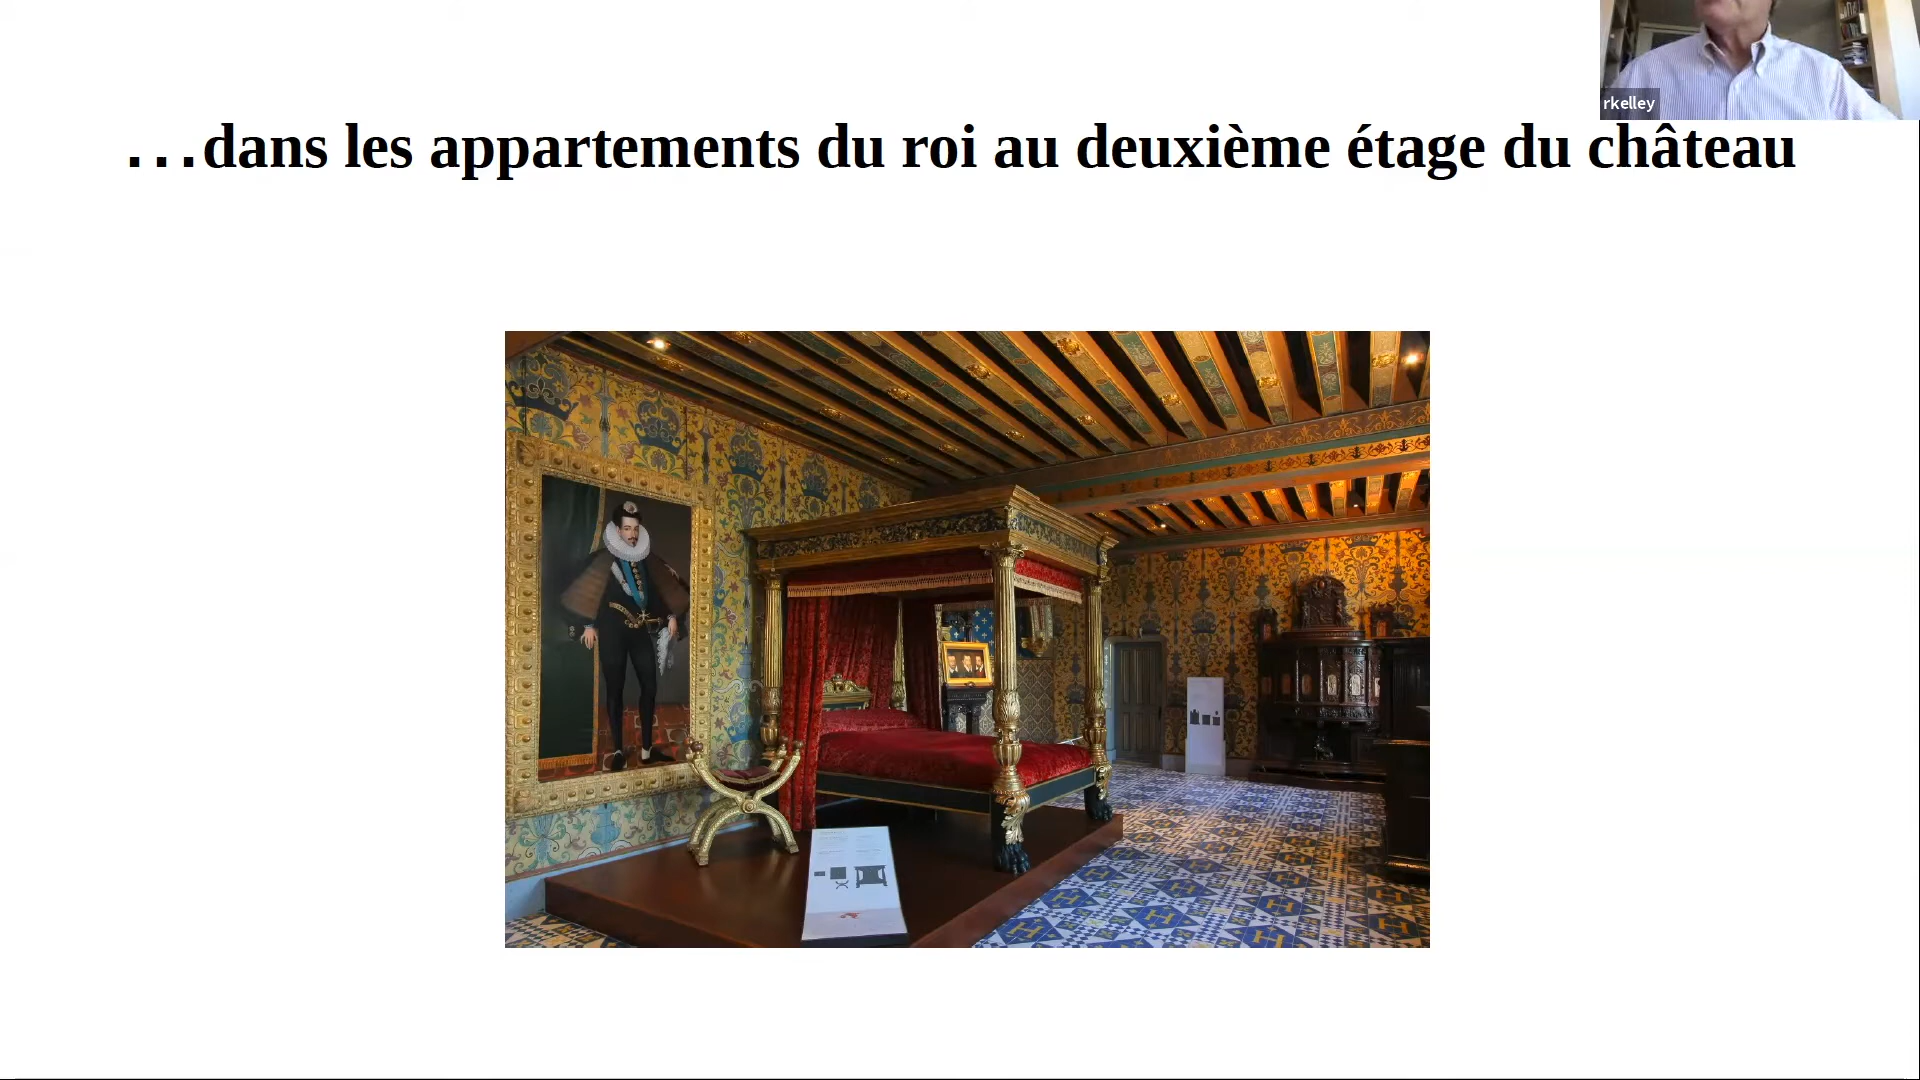 rkelley
…dans les appartements du roi au deuxième étage du château